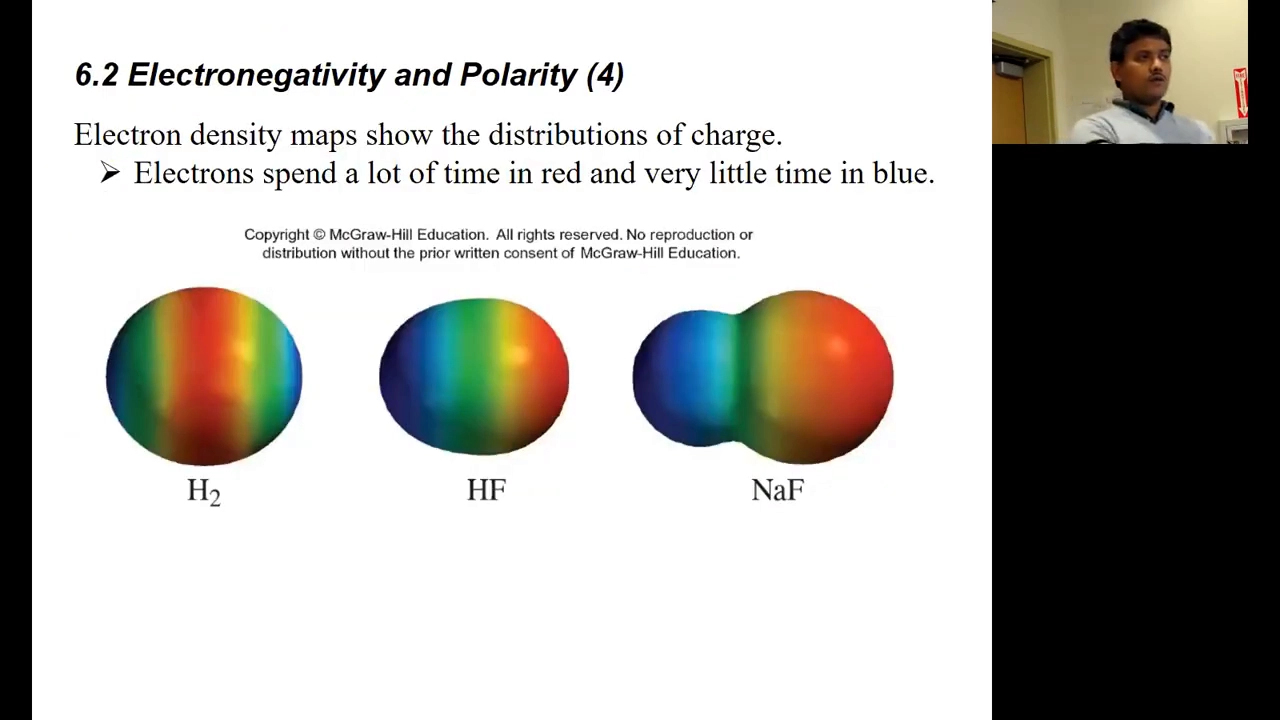 6.2 Electronegativity and Polarity (4)
Electron density maps show the distributions of charge.
➢ Electrons spend a lot of time in red and very little time in blue.
Copyright © McGraw-Hill Education. All rights reserved. No reproduction or
distribution without the prior written consent of McGraw-Hill Education.
H₂
HF
NaF